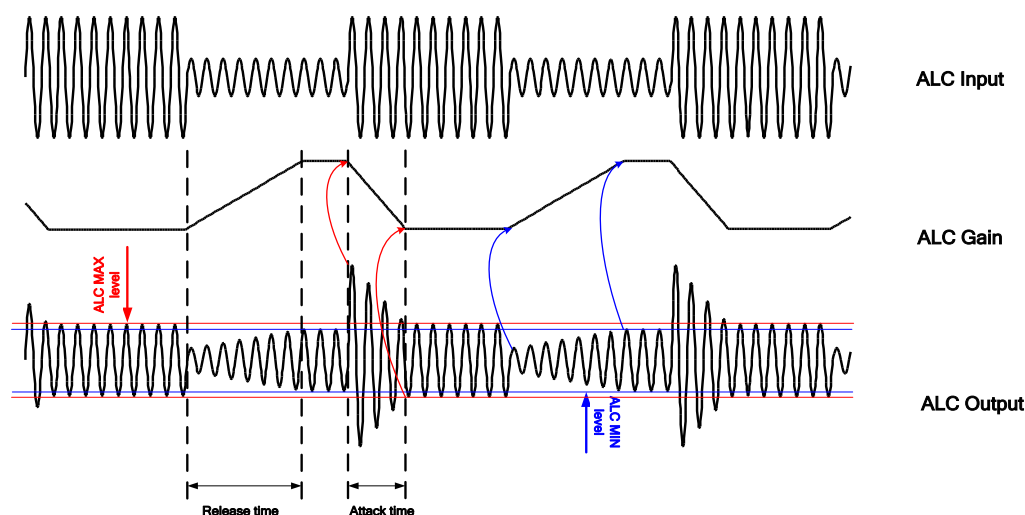 ALC Input
ALC Gain
ALC MAX
level
ALC MIN
level
ALC Output
Release time
Attack time